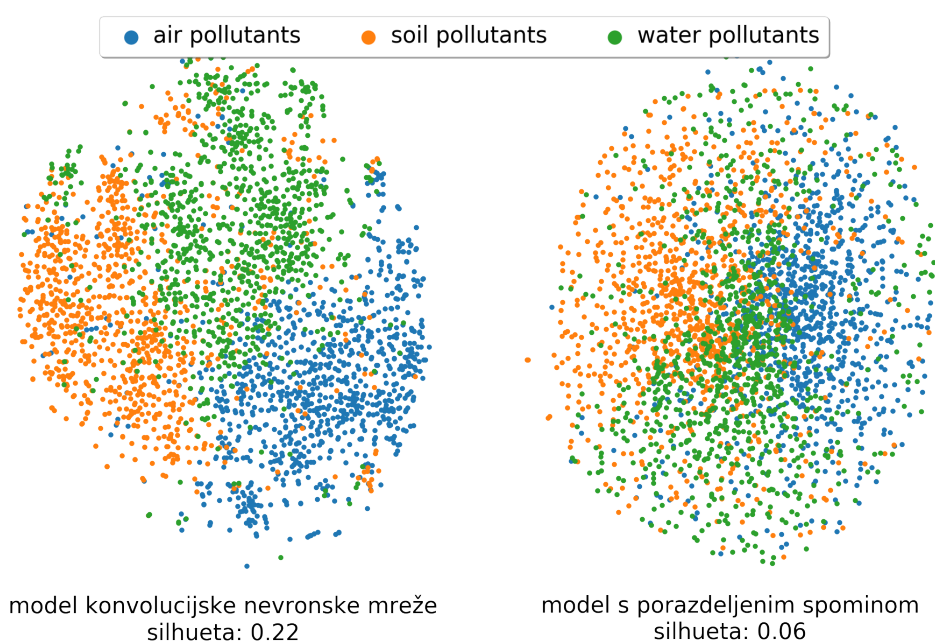 air pollutants soil pollutants water pollutants
model konvolucijske nevronske mreže
silhueta: 0.22
model s porazdeljenim spominom
silhueta: 0.06